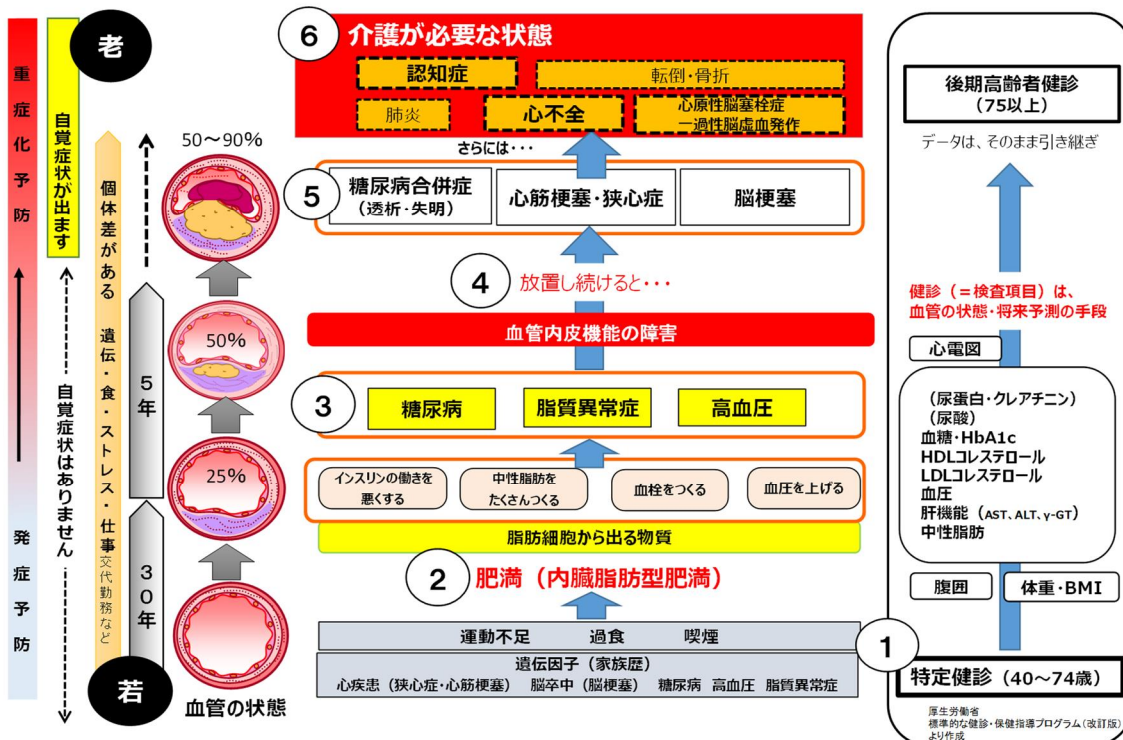 老
重症化予防
発症予防
自覚症状が出ます
自覚症状はありません
個体差がある 遺伝・食・ストレス・仕事 交代勤務など
5年
30年
若
50～90%
50%
25%
血管の状態
6
介護が必要な状態
認知症
転倒・骨折
肺炎
心不全
心原性脳塞栓症
一過性脳虚血発作
さらには・・・
5
糖尿病合併症
（透析・失明）
心筋梗塞・狭心症
脳梗塞
4
放置し続けると・・・
血管内皮機能の障害
3
糖尿病
脂質異常症
高血圧
インスリンの働きを
悪くする
中性脂肪を
たくさんつくる
血栓をつくる
血圧を上げる
脂肪細胞から出る物質
2
肥満（内臓脂肪型肥満）
運動不足 過食 喫煙
遺伝因子（家族歴）
心疾患（狭心症・心筋梗塞） 脳卒中（脳梗塞） 糖尿病 高血圧 脂質異常症
1
後期高齢者健診
（75以上）
データは、そのまま引き継ぎ
健診（＝検査項目）は、
血管の状態・将来予測の手段
心電図
（尿蛋白・クレアチニン）
（尿酸）
血糖・HbA1c
HDLコレステロール
LDLコレステロール
血圧
肝機能（AST、ALT、γ-GT）
中性脂肪
腹囲
体重・BMI
特定健診（40～74歳）
厚生労働省
標準的な健診・保健指導プログラム（改訂版）
より作成